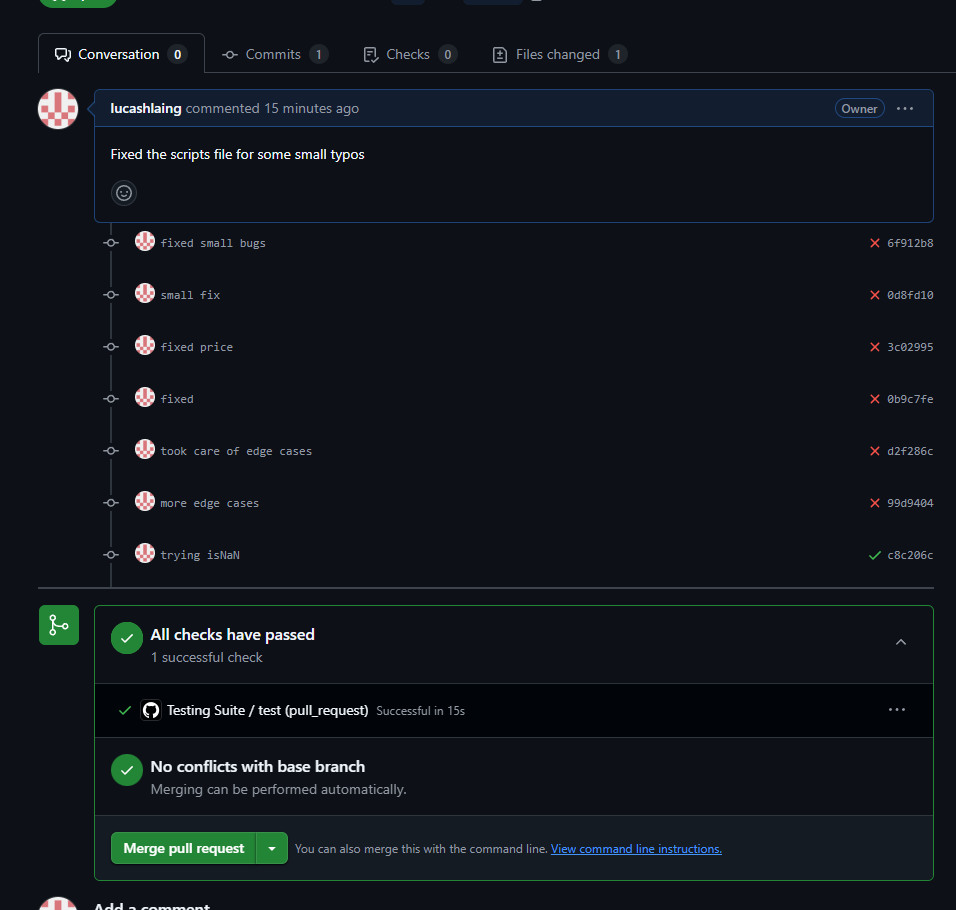 Conversation 0 Commits 1 Checks 0 Files changed 1
lucashlaing commented 15 minutes ago Owner
Fixed the scripts file for some small typos
fixed small bugs 6f912b8
small fix 0d8fd10
fixed price 3c02995
fixed 0b9c7fe
took care of edge cases d2f286c
more edge cases 99d9404
trying isNaN c8c206c
All checks have passed
1 successful check
Testing Suite / test (pull_request) Successful in 15s
No conflicts with base branch
Merging can be performed automatically.
Merge pull request You can also merge this with the command line. View command line instructions.
Add a comment